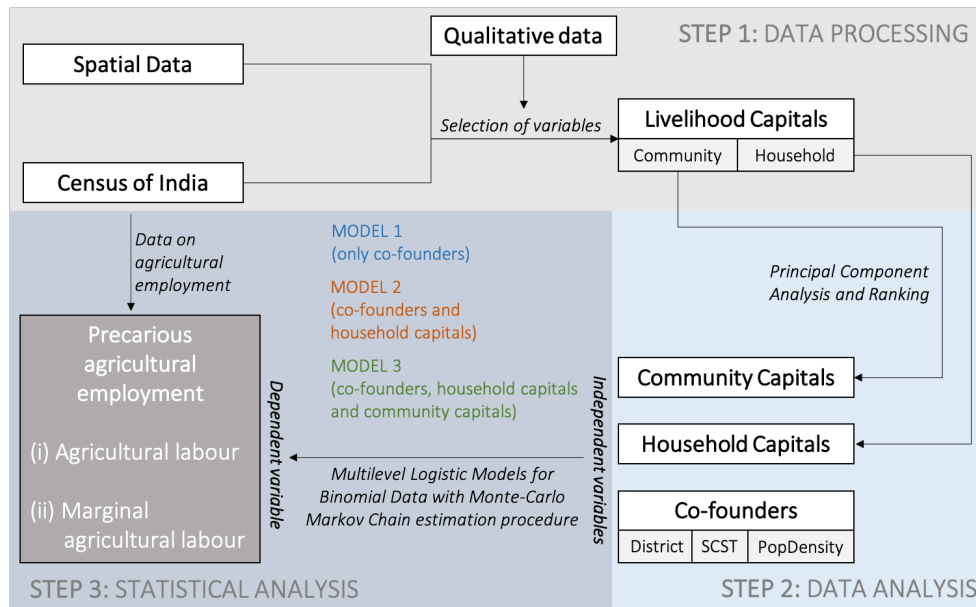 Qualitative data
STEP 1: DATA PROCESSING
Spatial Data
Selection of variables
Livelihood Capitals
Community
Household
Census of India
Data on
agricultural
employment
MODEL 1
(only co-founders)
MODEL 2
(co-founders and
household capitals)
MODEL 3
(co-founders, household capitals
and community capitals)
Principal Component
Analysis and Ranking
Precarious
agricultural
employment
(i) Agricultural labour
(ii) Marginal
agricultural labour
Dependent variable
Multilevel Logistic Models for
Binomial Data with Monte-Carlo
Markov Chain estimation procedure
Independent variables
Community Capitals
Household Capitals
Co-founders
District
SCST
PopDensity
STEP 3: STATISTICAL ANALYSIS
STEP 2: DATA ANALYSIS